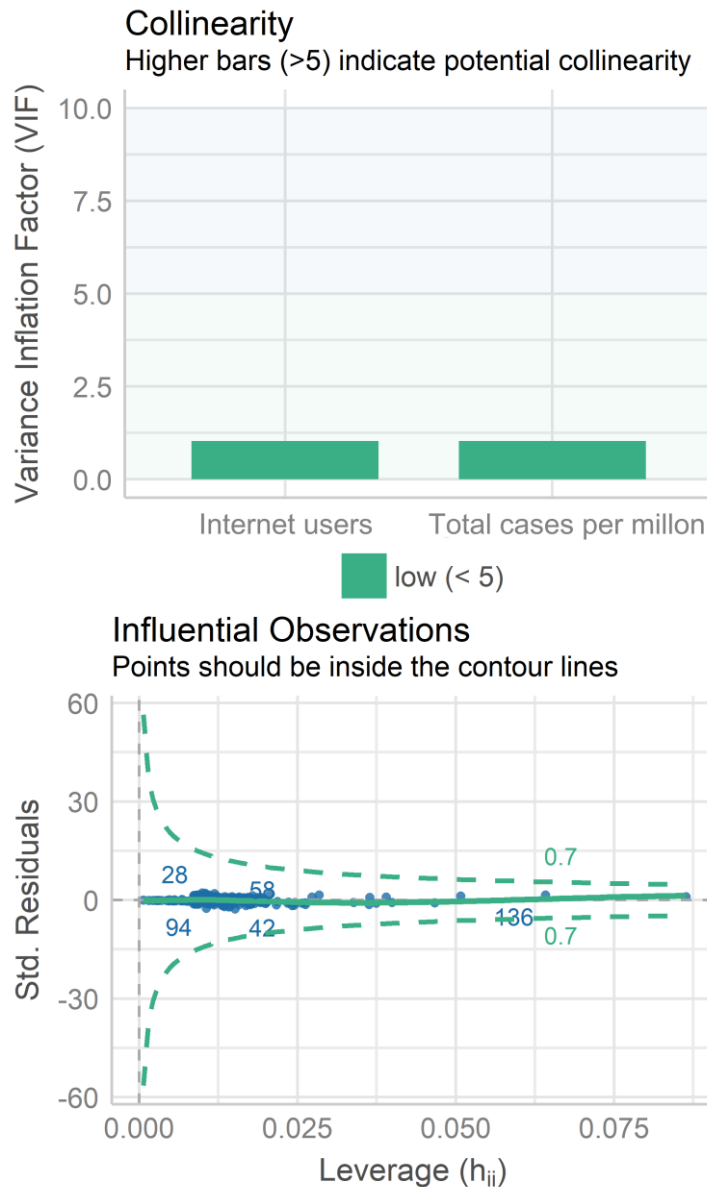 Collinearity
Higher bars (>5) indicate potential collinearity
Variance Inflation Factor (VIF)
10.0
7.5
5.0
2.5
0.0
Internet users
Total cases per millon
low (< 5)
Influential Observations
Points should be inside the contour lines
Std. Residuals
60
30
0
-30
-60
0.7
28
58
94
42
136
0.7
0.000
0.025
0.050
0.075
Leverage (hii)